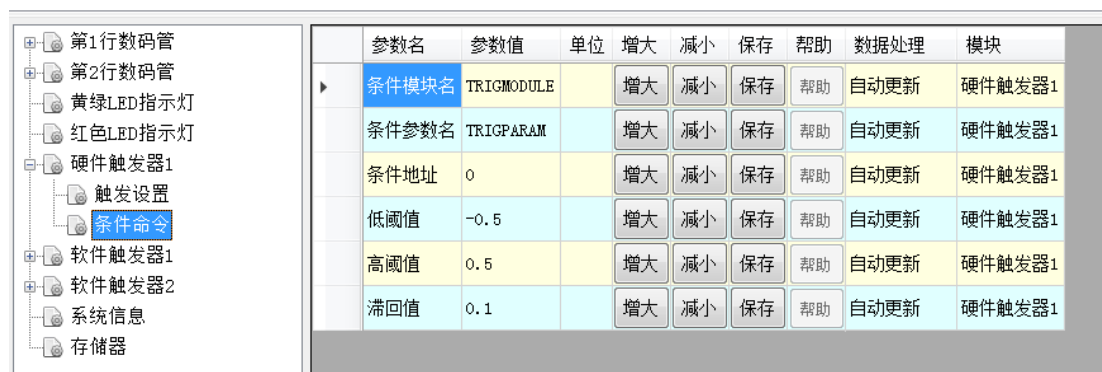 第1行数码管
第2行数码管
黄绿LED指示灯
红色LED指示灯
硬件触发器1
触发设置
条件命令
软件触发器1
软件触发器2
系统信息
存储器
参数名 参数值 单位 增大 减小 保存 帮助 数据处理 模块
条件模块名 TRIGMODULE 增大 减小 保存 帮助 自动更新 硬件触发器1
条件参数名 TRIGPARAM 增大 减小 保存 帮助 自动更新 硬件触发器1
条件地址 0 增大 减小 保存 帮助 自动更新 硬件触发器1
低阈值 -0.5 增大 减小 保存 帮助 自动更新 硬件触发器1
高阈值 0.5 增大 减小 保存 帮助 自动更新 硬件触发器1
滞回值 0.1 增大 减小 保存 帮助 自动更新 硬件触发器1